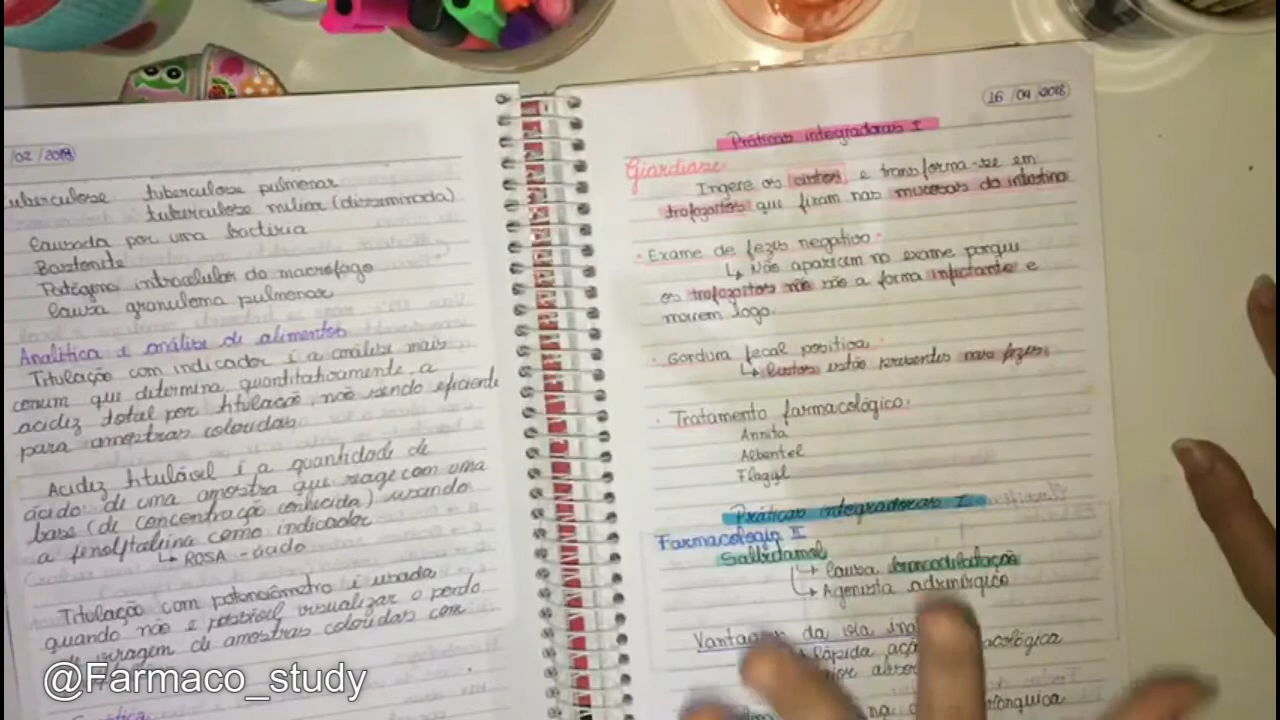 /02/2018
tuberculose tuberculose pulmonar
tuberculose miliar (disseminada)
Causada por uma bactéria
Bastonete
Patógeno intracelular do macrófago
Causa granuloma pulmonar
Analítica e análise de alimentos
Titulação com indicador é a análise mais
comum que determina quantitativamente a
acidez total por titulação, não sendo eficiente
para amostras coloridas
Acidez titulável é a quantidade de
ácido de uma amostra que reage com uma
base (de concentração conhecida) usando
a fenolftaleína como indicador
↳ ROSA - ácido
Titulação com potenciômetro é usada
quando não é possível visualizar o ponto
de viragem de amostras coloridas com
@Farmaco_study
16/04/2018
Práticas integradoras I
Giardíase
Ingere os cistos e transforma-se em
trofozoítos que fixam nas mucosas do intestino
· Exame de fezes negativo ·
↳ Não aparecem no exame porque
os trofozoítos não são a forma infectante e
morrem logo.
· Gordura fecal positiva ·
↳ Cistos estão presentes nas fezes
· Tratamento farmacológico ·
Annita
Albentel
Flagyl
Práticas integradoras I
Farmacologia II
Salbutamol
↳ Causa broncodilatação
↳ Agonista adrenérgico
Vantagens da via
Rápida